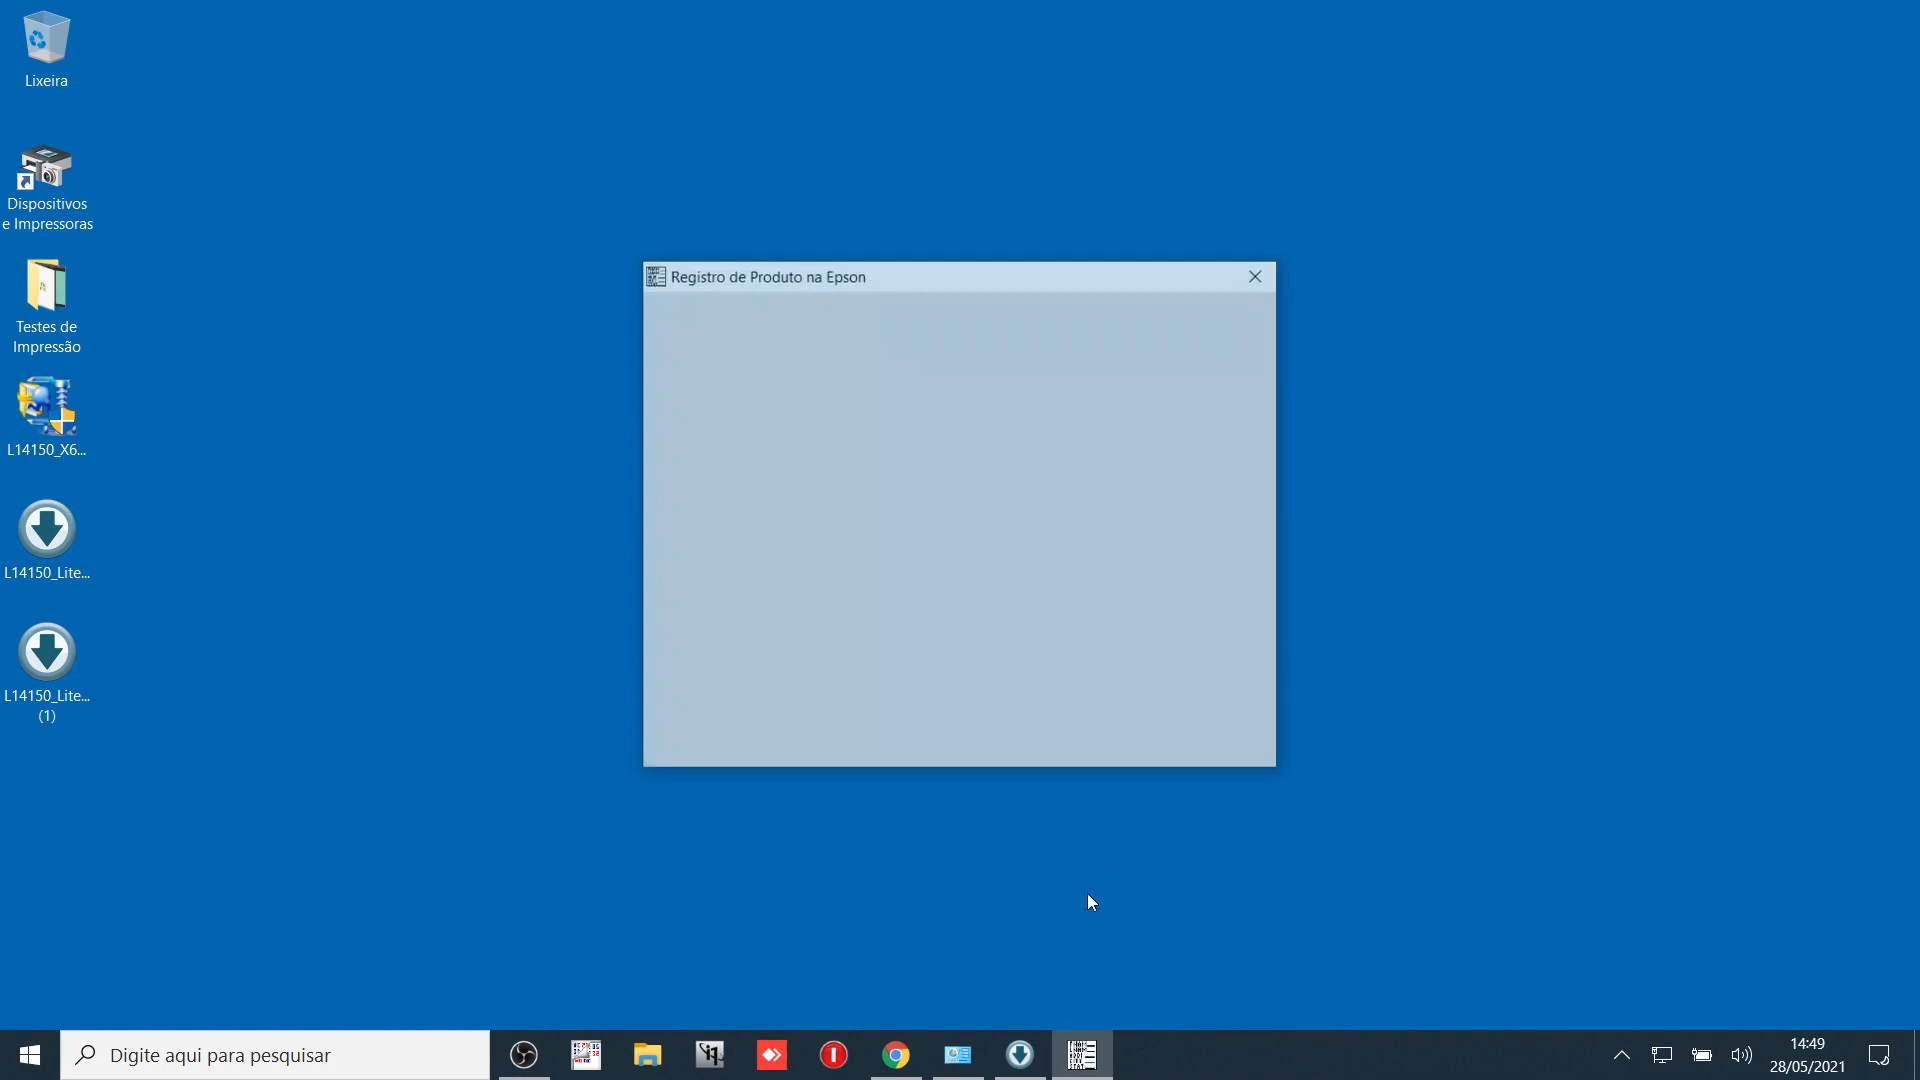 Lixeira
Dispositivos
e Impressoras
Testes de
Impressão
L14150_X6...
L14150_Lite...
L14150_Lite...
(1)
Registro de Produto na Epson
Digite aqui para pesquisar
14:49
28/05/2021